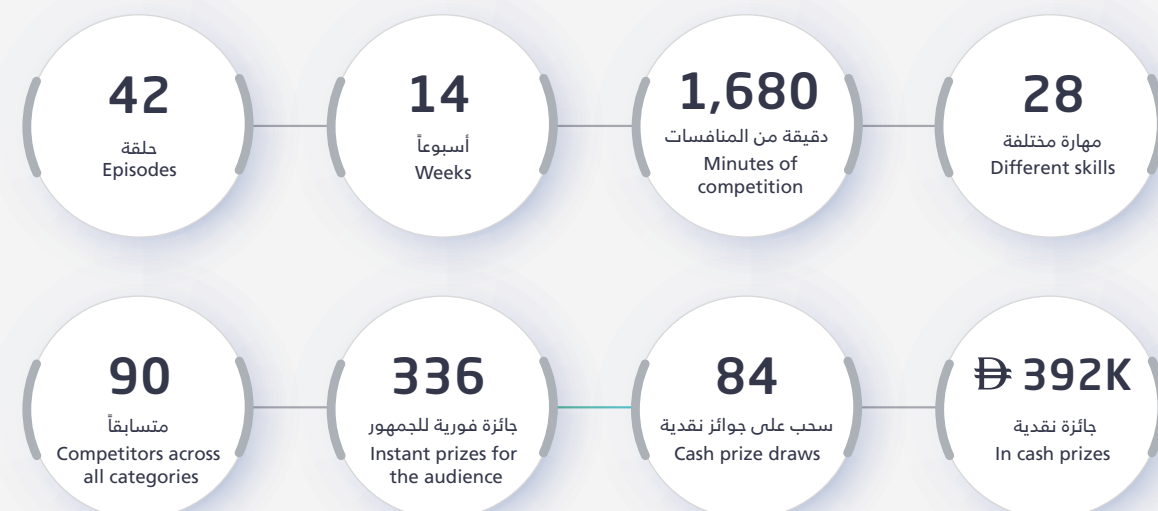 42
حلقة
Episodes
14
أسبوعاً
Weeks
1,680
دقيقة من المنافسات
Minutes of
competition
28
مهارة مختلفة
Different skills
90
متسابقاً
Competitors across
all categories
336
جائزة فورية للجمهور
Instant prizes for
the audience
84
سحب على جوائز نقدية
Cash prize draws
392K
جائزة نقدية
In cash prizes